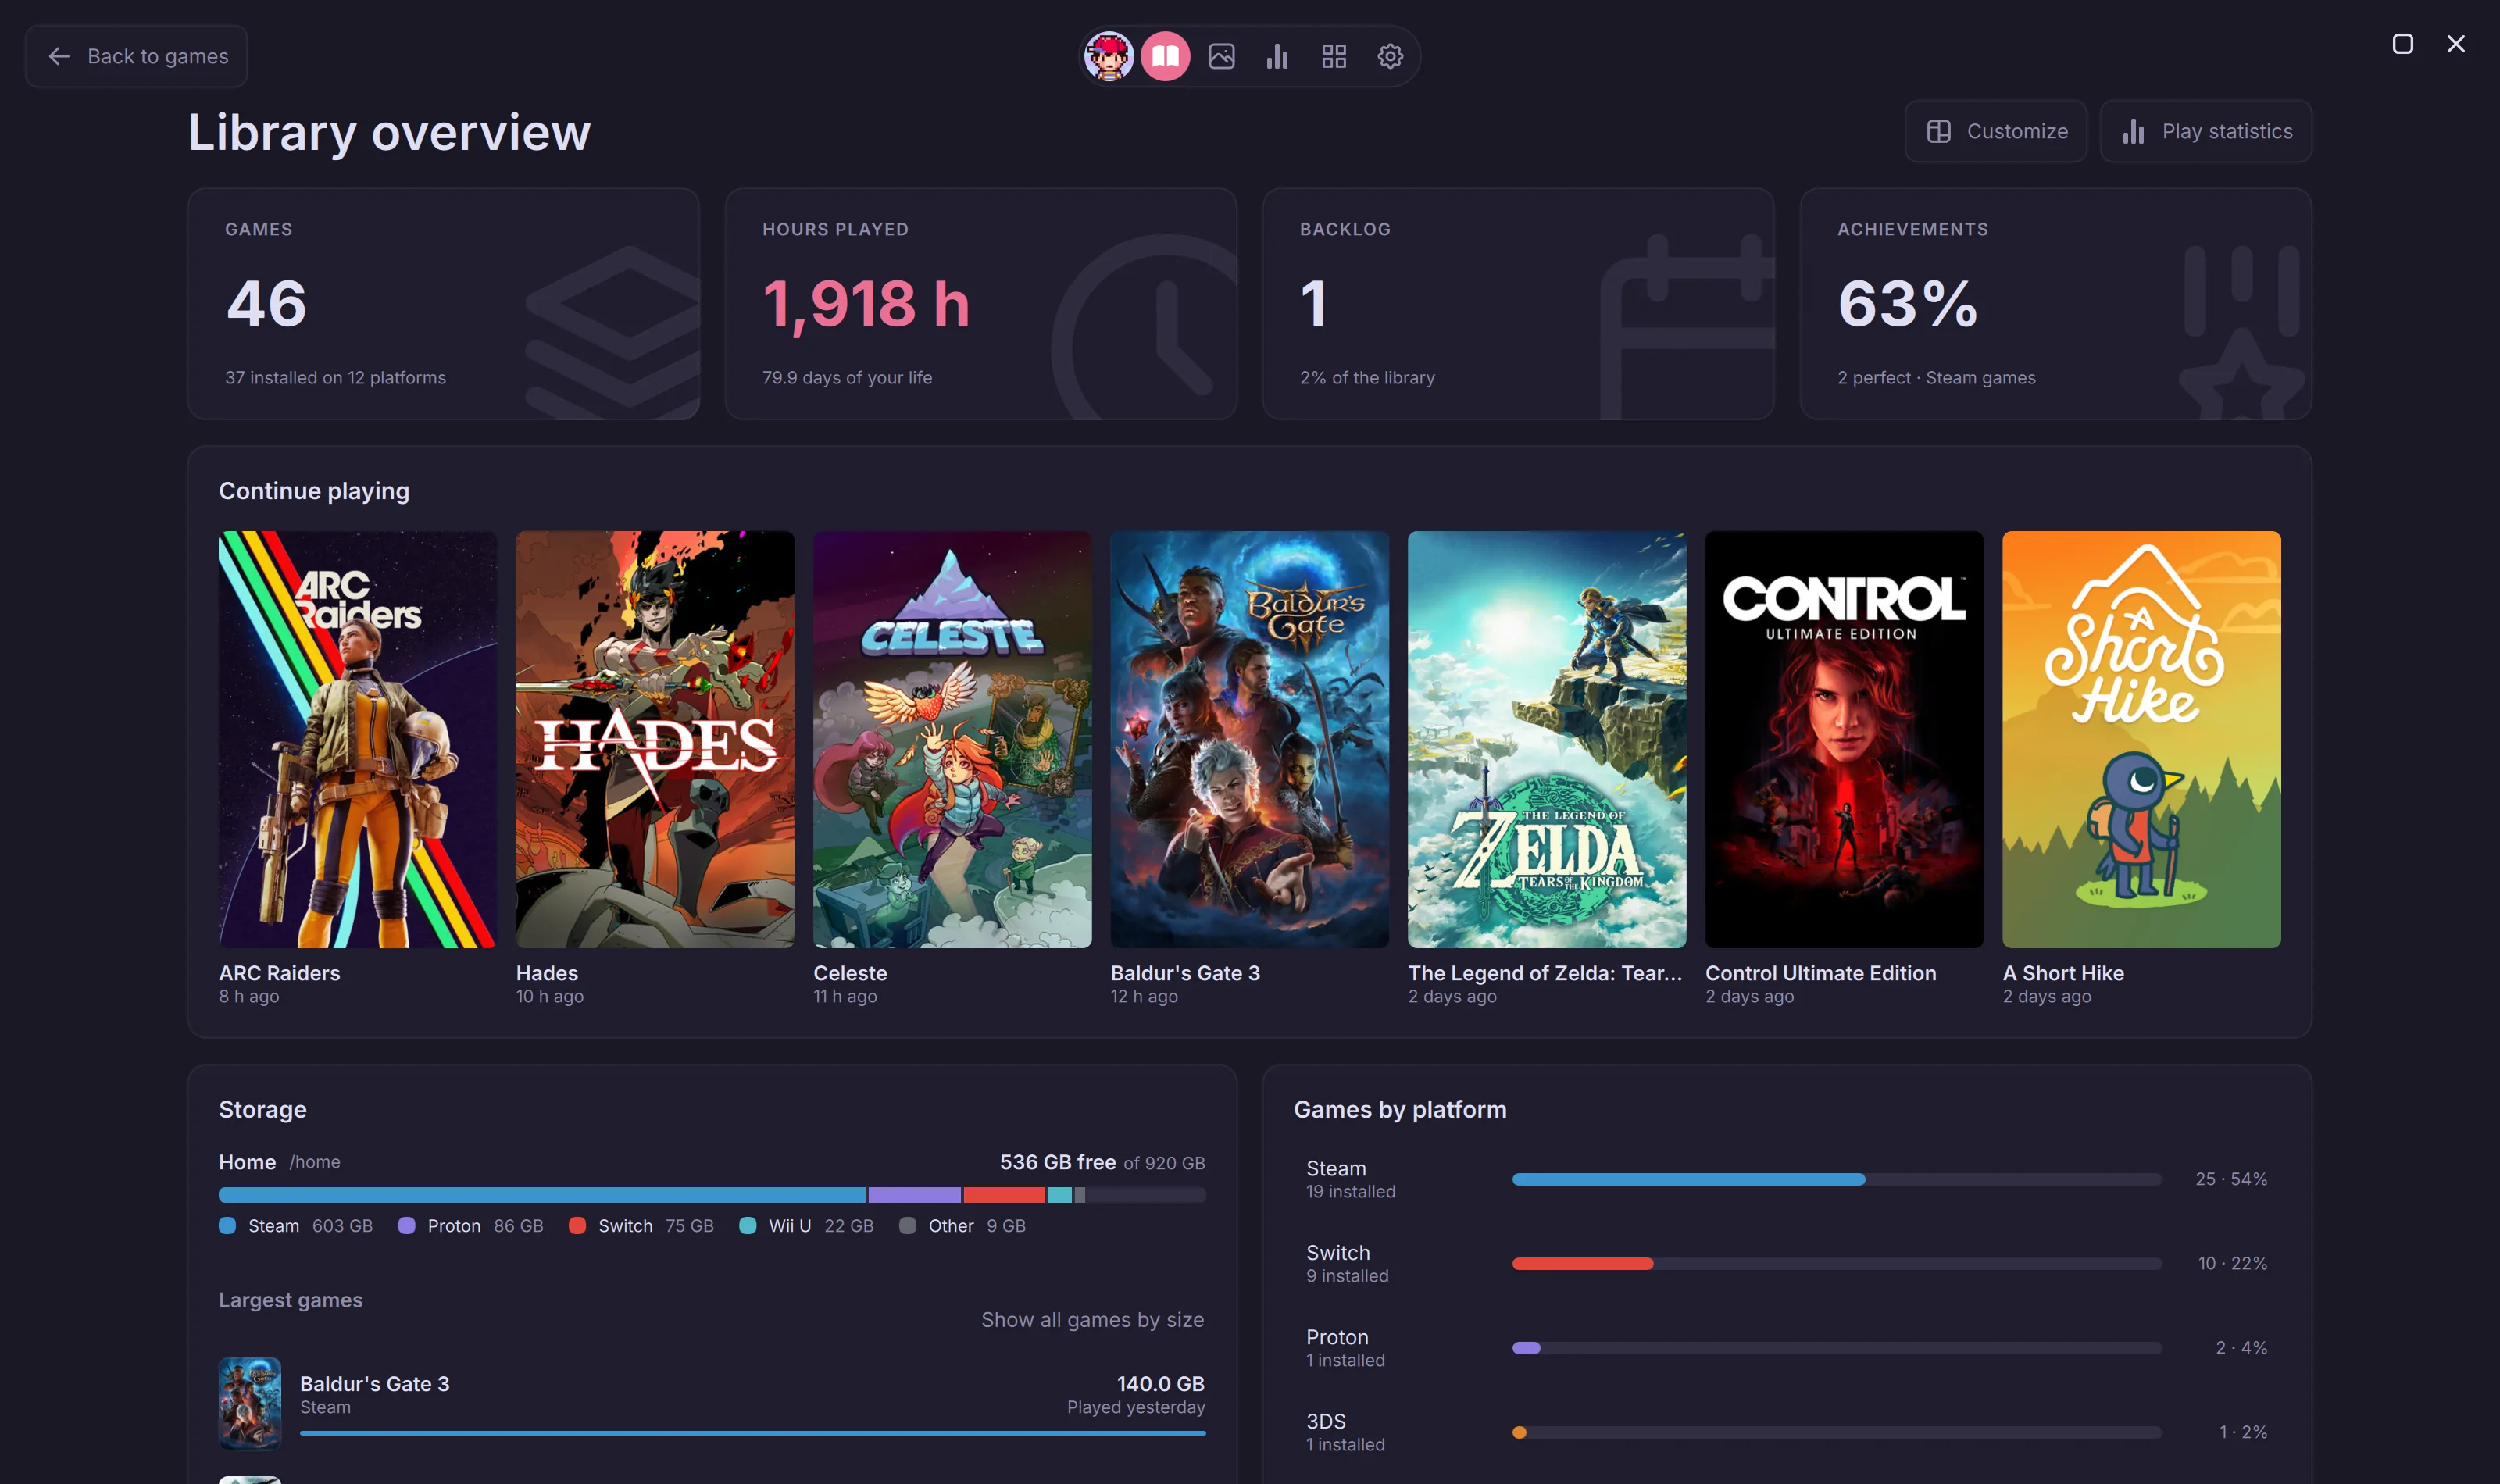 Back to games
Library overview
Customize
Play statistics
GAMES
46
37 installed on 12 platforms
HOURS PLAYED
1,918 h
79.9 days of your life
BACKLOG
1
2% of the library
ACHIEVEMENTS
63%
2 perfect · Steam games
Continue playing
ARC
Raiders
HADES
CELESTE
BALDUR'S
GATE
THE LEGEND OF
ZELDA
TEARS OF THE KINGDOM
CONTROL
ULTIMATE EDITION
A
Short
Hike
ARC Raiders
8 h ago
Hades
10 h ago
Celeste
11 h ago
Baldur's Gate 3
12 h ago
The Legend of Zelda: Tear...
2 days ago
Control Ultimate Edition
2 days ago
A Short Hike
2 days ago
Storage
Home /home
536 GB free of 920 GB
Steam 603 GB Proton 86 GB Switch 75 GB Wii U 22 GB Other 9 GB
Largest games
Show all games by size
Baldur's Gate 3
Steam
140.0 GB
Played yesterday
Games by platform
Steam
19 installed
25 · 54%
Switch
9 installed
10 · 22%
Proton
1 installed
2 · 4%
3DS
1 installed
1 · 2%